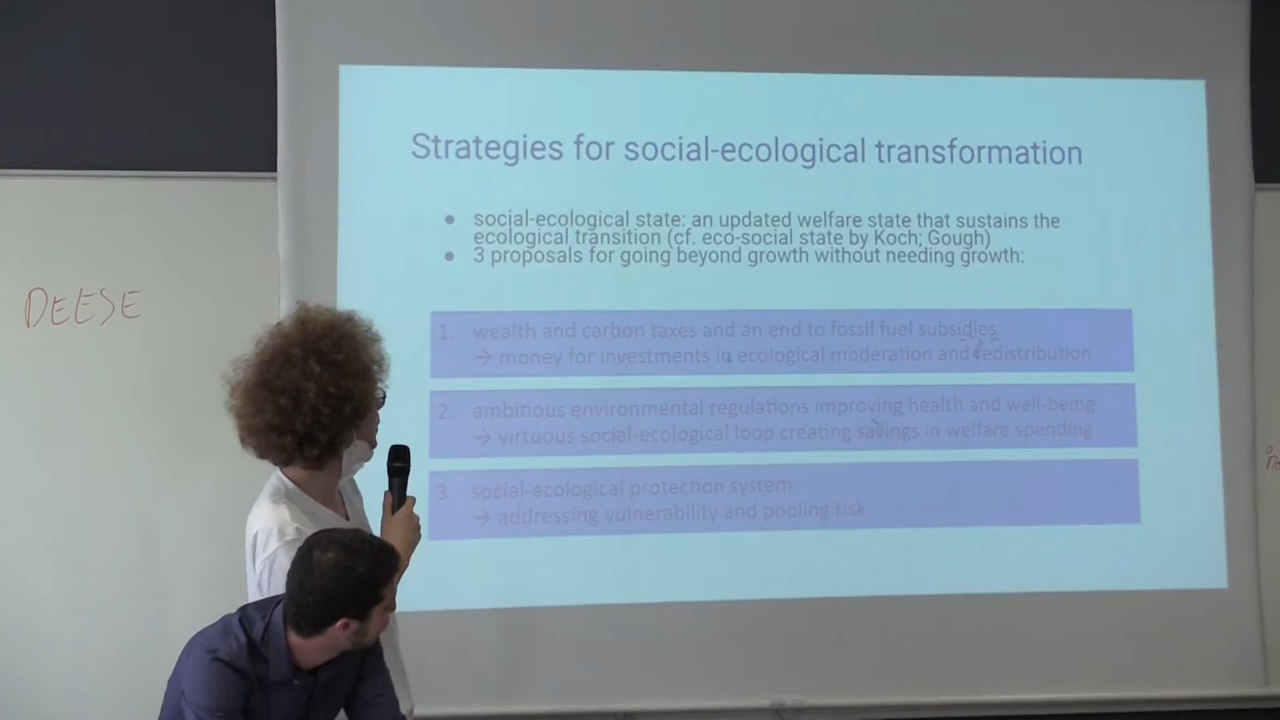 Strategies for social-ecological transformation
● social-ecological state: an updated welfare state that sustains the
ecological transition (cf. eco-social state by Koch; Gough)
● 3 proposals for going beyond growth without needing growth:
1. wealth and carbon taxes and an end to fossil fuel subsidies
→ money for investments in ecological moderation and redistribution
2. ambitious environmental regulations improving health and well-being
→ virtuous social-ecological loop creating savings in welfare spending
3. social-ecological protection system
→ addressing vulnerability and pooling risk
DEESE